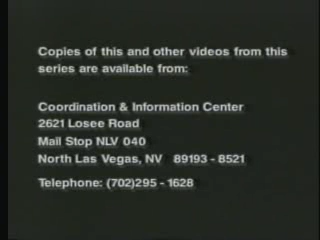 Copies of this and other videos from this
series are available from:
Coordination & Information Center
2621 Losee Road
Mail Stop NLV 040
North Las Vegas, NV 89193 - 8521
Telephone: (702)295 - 1628